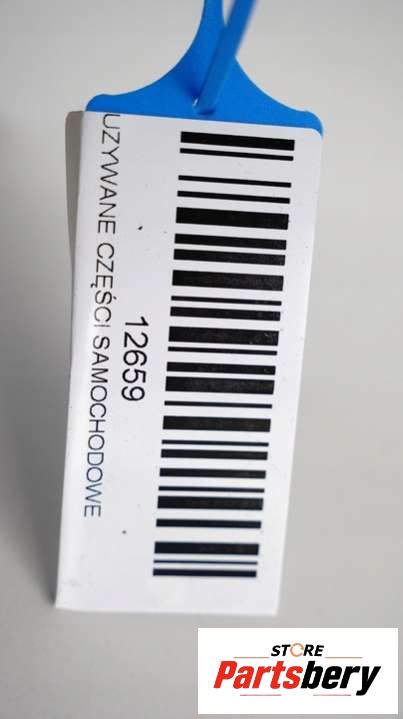 UŻYWANE CZĘŚCI SAMOCHODOWE
12659
STORE
Partsbery